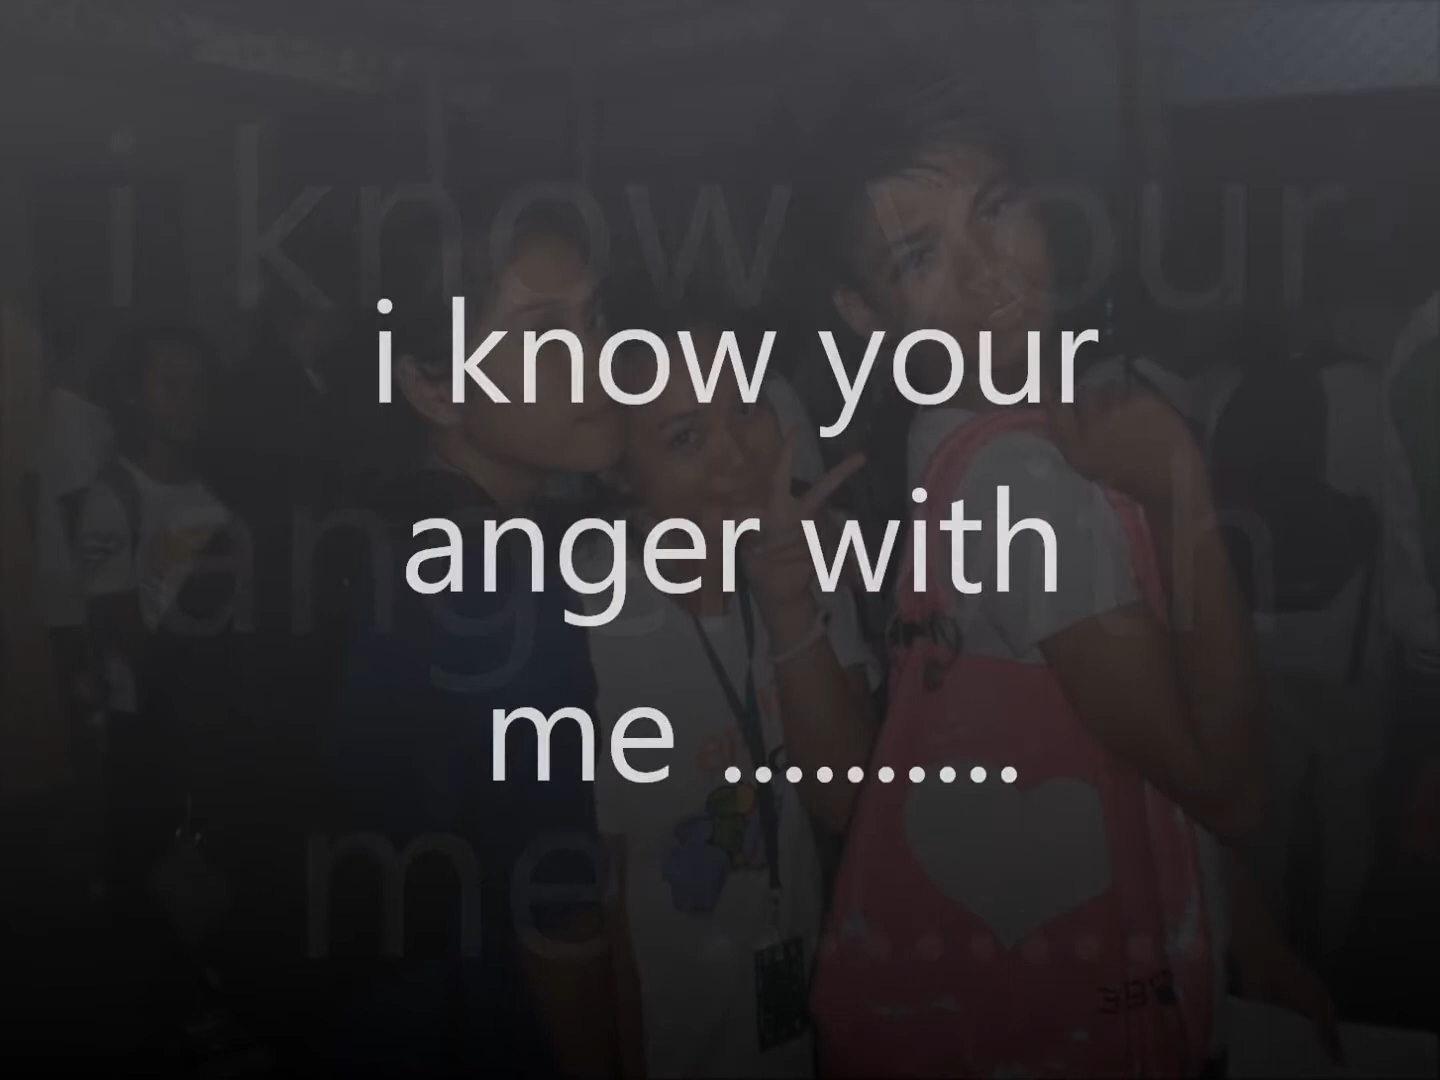 i know your
anger with
me ..........